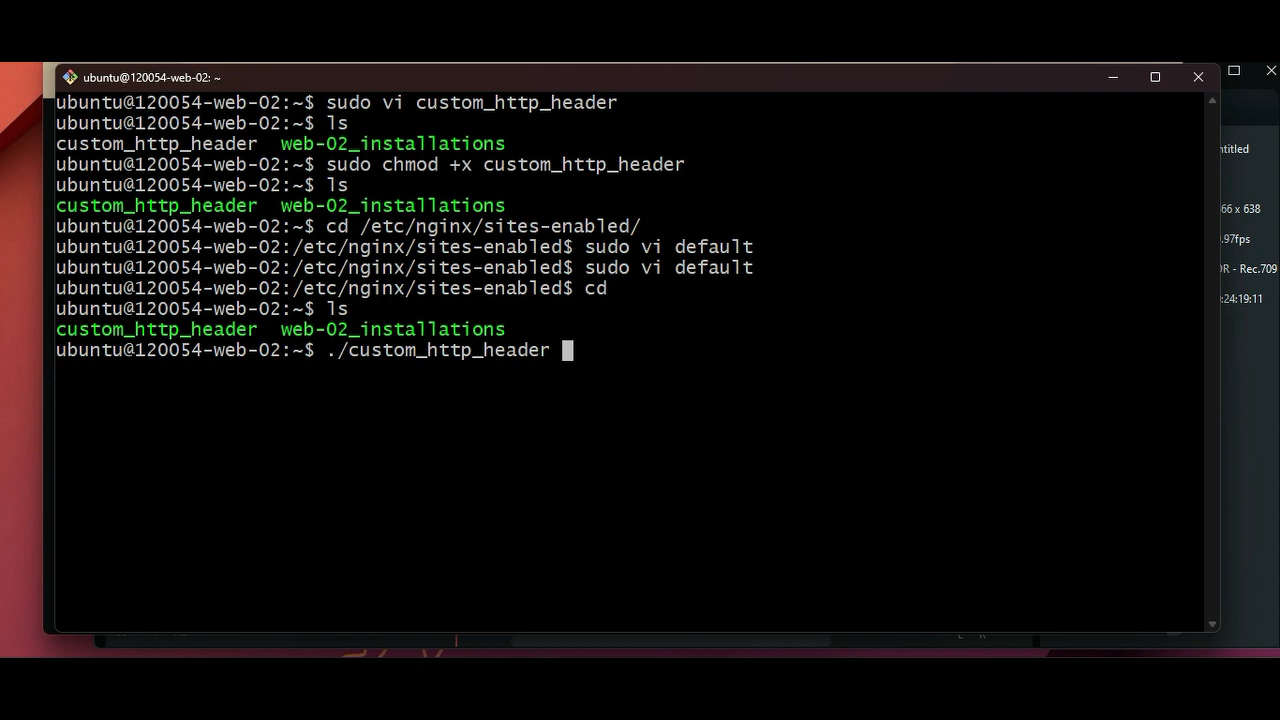 ubuntu@120054-web-02: ~
ubuntu@120054-web-02:~$ sudo vi custom_http_header
ubuntu@120054-web-02:~$ ls
custom_http_header  web-02_installations
ubuntu@120054-web-02:~$ sudo chmod +x custom_http_header
ubuntu@120054-web-02:~$ ls
custom_http_header  web-02_installations
ubuntu@120054-web-02:~$ cd /etc/nginx/sites-enabled/
ubuntu@120054-web-02:/etc/nginx/sites-enabled$ sudo vi default
ubuntu@120054-web-02:/etc/nginx/sites-enabled$ sudo vi default
ubuntu@120054-web-02:/etc/nginx/sites-enabled$ cd
ubuntu@120054-web-02:~$ ls
custom_http_header  web-02_installations
ubuntu@120054-web-02:~$ ./custom_http_header
ntitled
66 x 638
.97fps
DR - Rec.709
:24:19:11